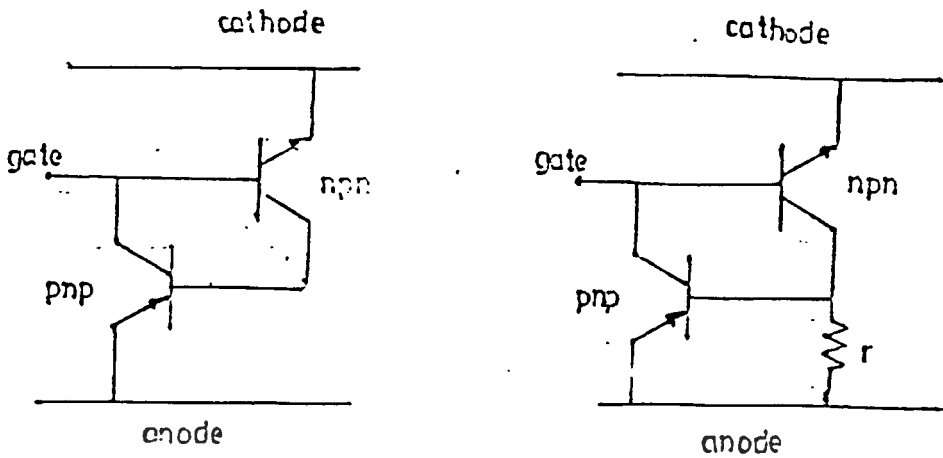 cathode
gate
npn
pnp
anode
cathode
gate
npn
pnp
r
anode